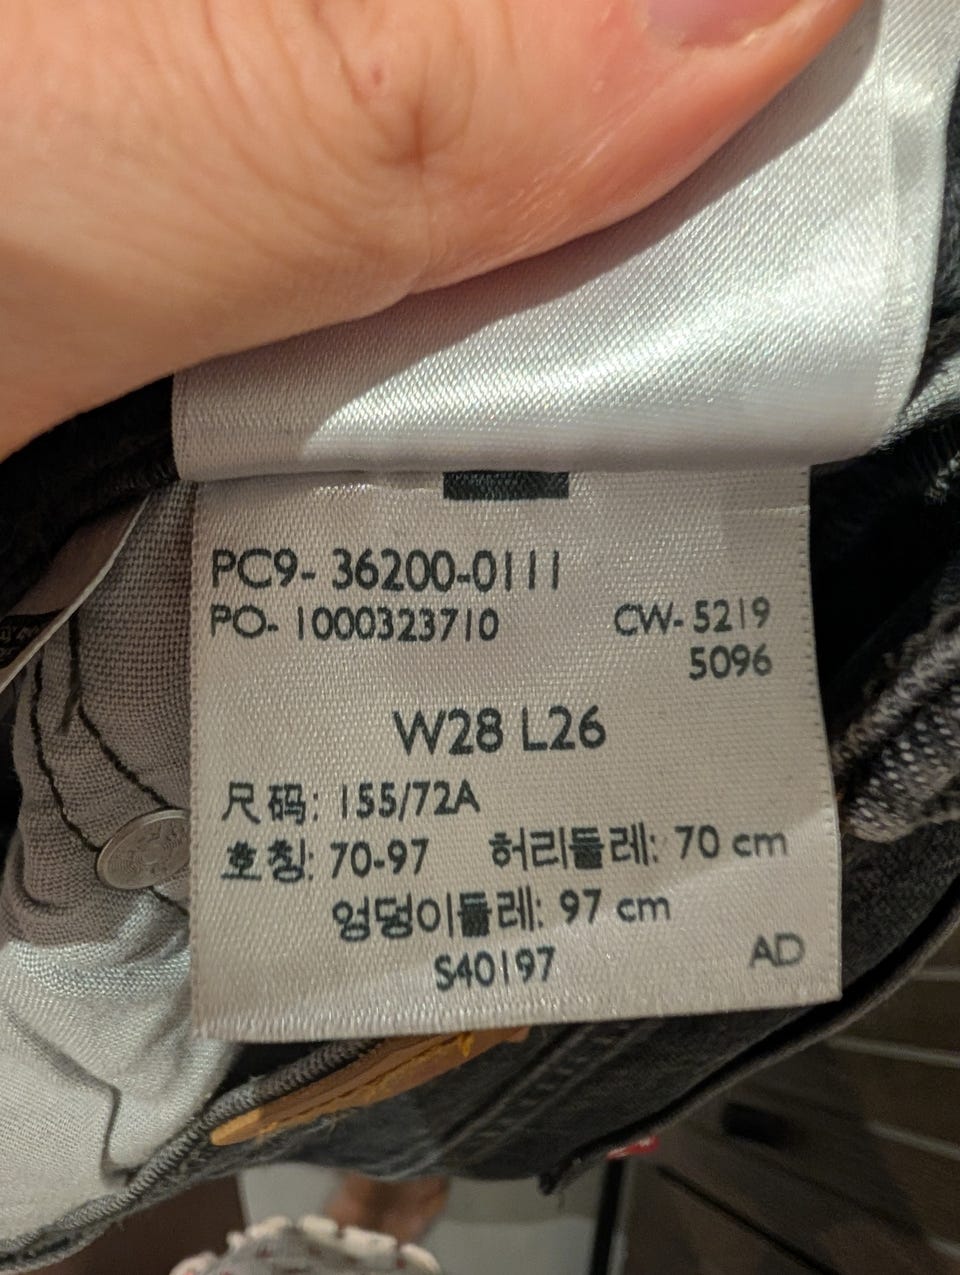 PC9- 36200-0111
PO- 1000323710 CW- 5219
5096
W28 L26
尺码: 155/72A
호칭: 70-97 허리둘레: 70 cm
엉덩이둘레: 97 cm
S40197 AD